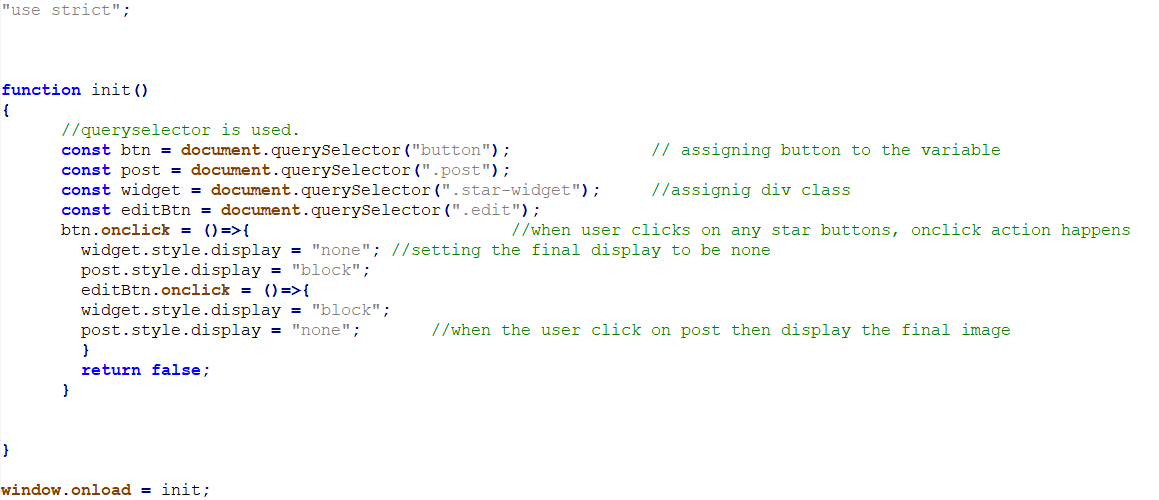 "use strict";
function init()
{
//queryselector is used.
const btn = document.querySelector("button"); // assigning button to the variable
const post = document.querySelector(".post");
const widget = document.querySelector(".star-widget"); //assignig div class
const editBtn = document.querySelector(".edit");
btn.onclick = ()=>{ //when user clicks on any star buttons, onclick action happens
widget.style.display = "none"; //setting the final display to be none
post.style.display = "block";
editBtn.onclick = ()=>{
widget.style.display = "block";
post.style.display = "none"; //when the user click on post then display the final image
}
return false;
}
}
window.onload = init;